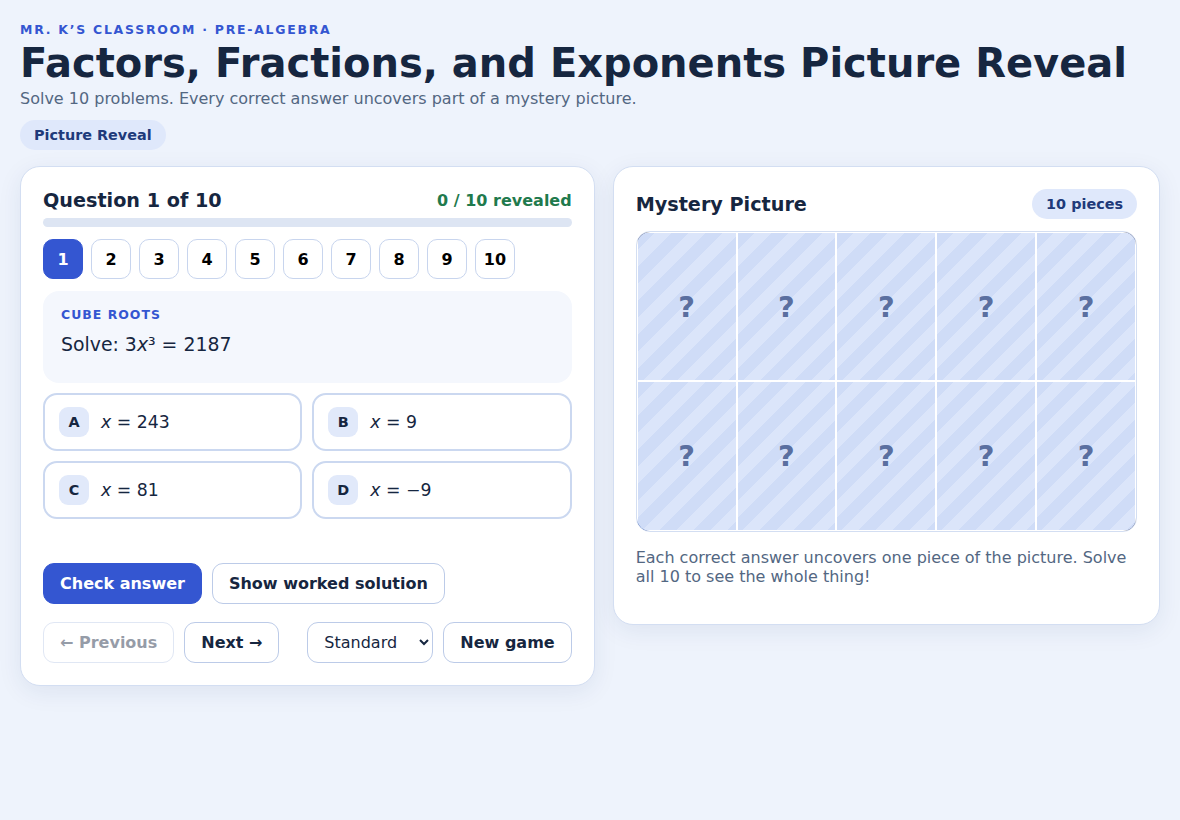 MR. K’S CLASSROOM · PRE-ALGEBRA
Factors, Fractions, and Exponents Picture Reveal
Solve 10 problems. Every correct answer uncovers part of a mystery picture.
Picture Reveal
Question 1 of 10
0 / 10 revealed
1 2 3 4 5 6 7 8 9 10
CUBE ROOTS
Solve: 3x³ = 2187
A x = 243
B x = 9
C x = 81
D x = −9
Check answer
Show worked solution
← Previous
Next →
Standard
New game
Mystery Picture
10 pieces
? ? ? ? ?
? ? ? ? ?
Each correct answer uncovers one piece of the picture. Solve
all 10 to see the whole thing!